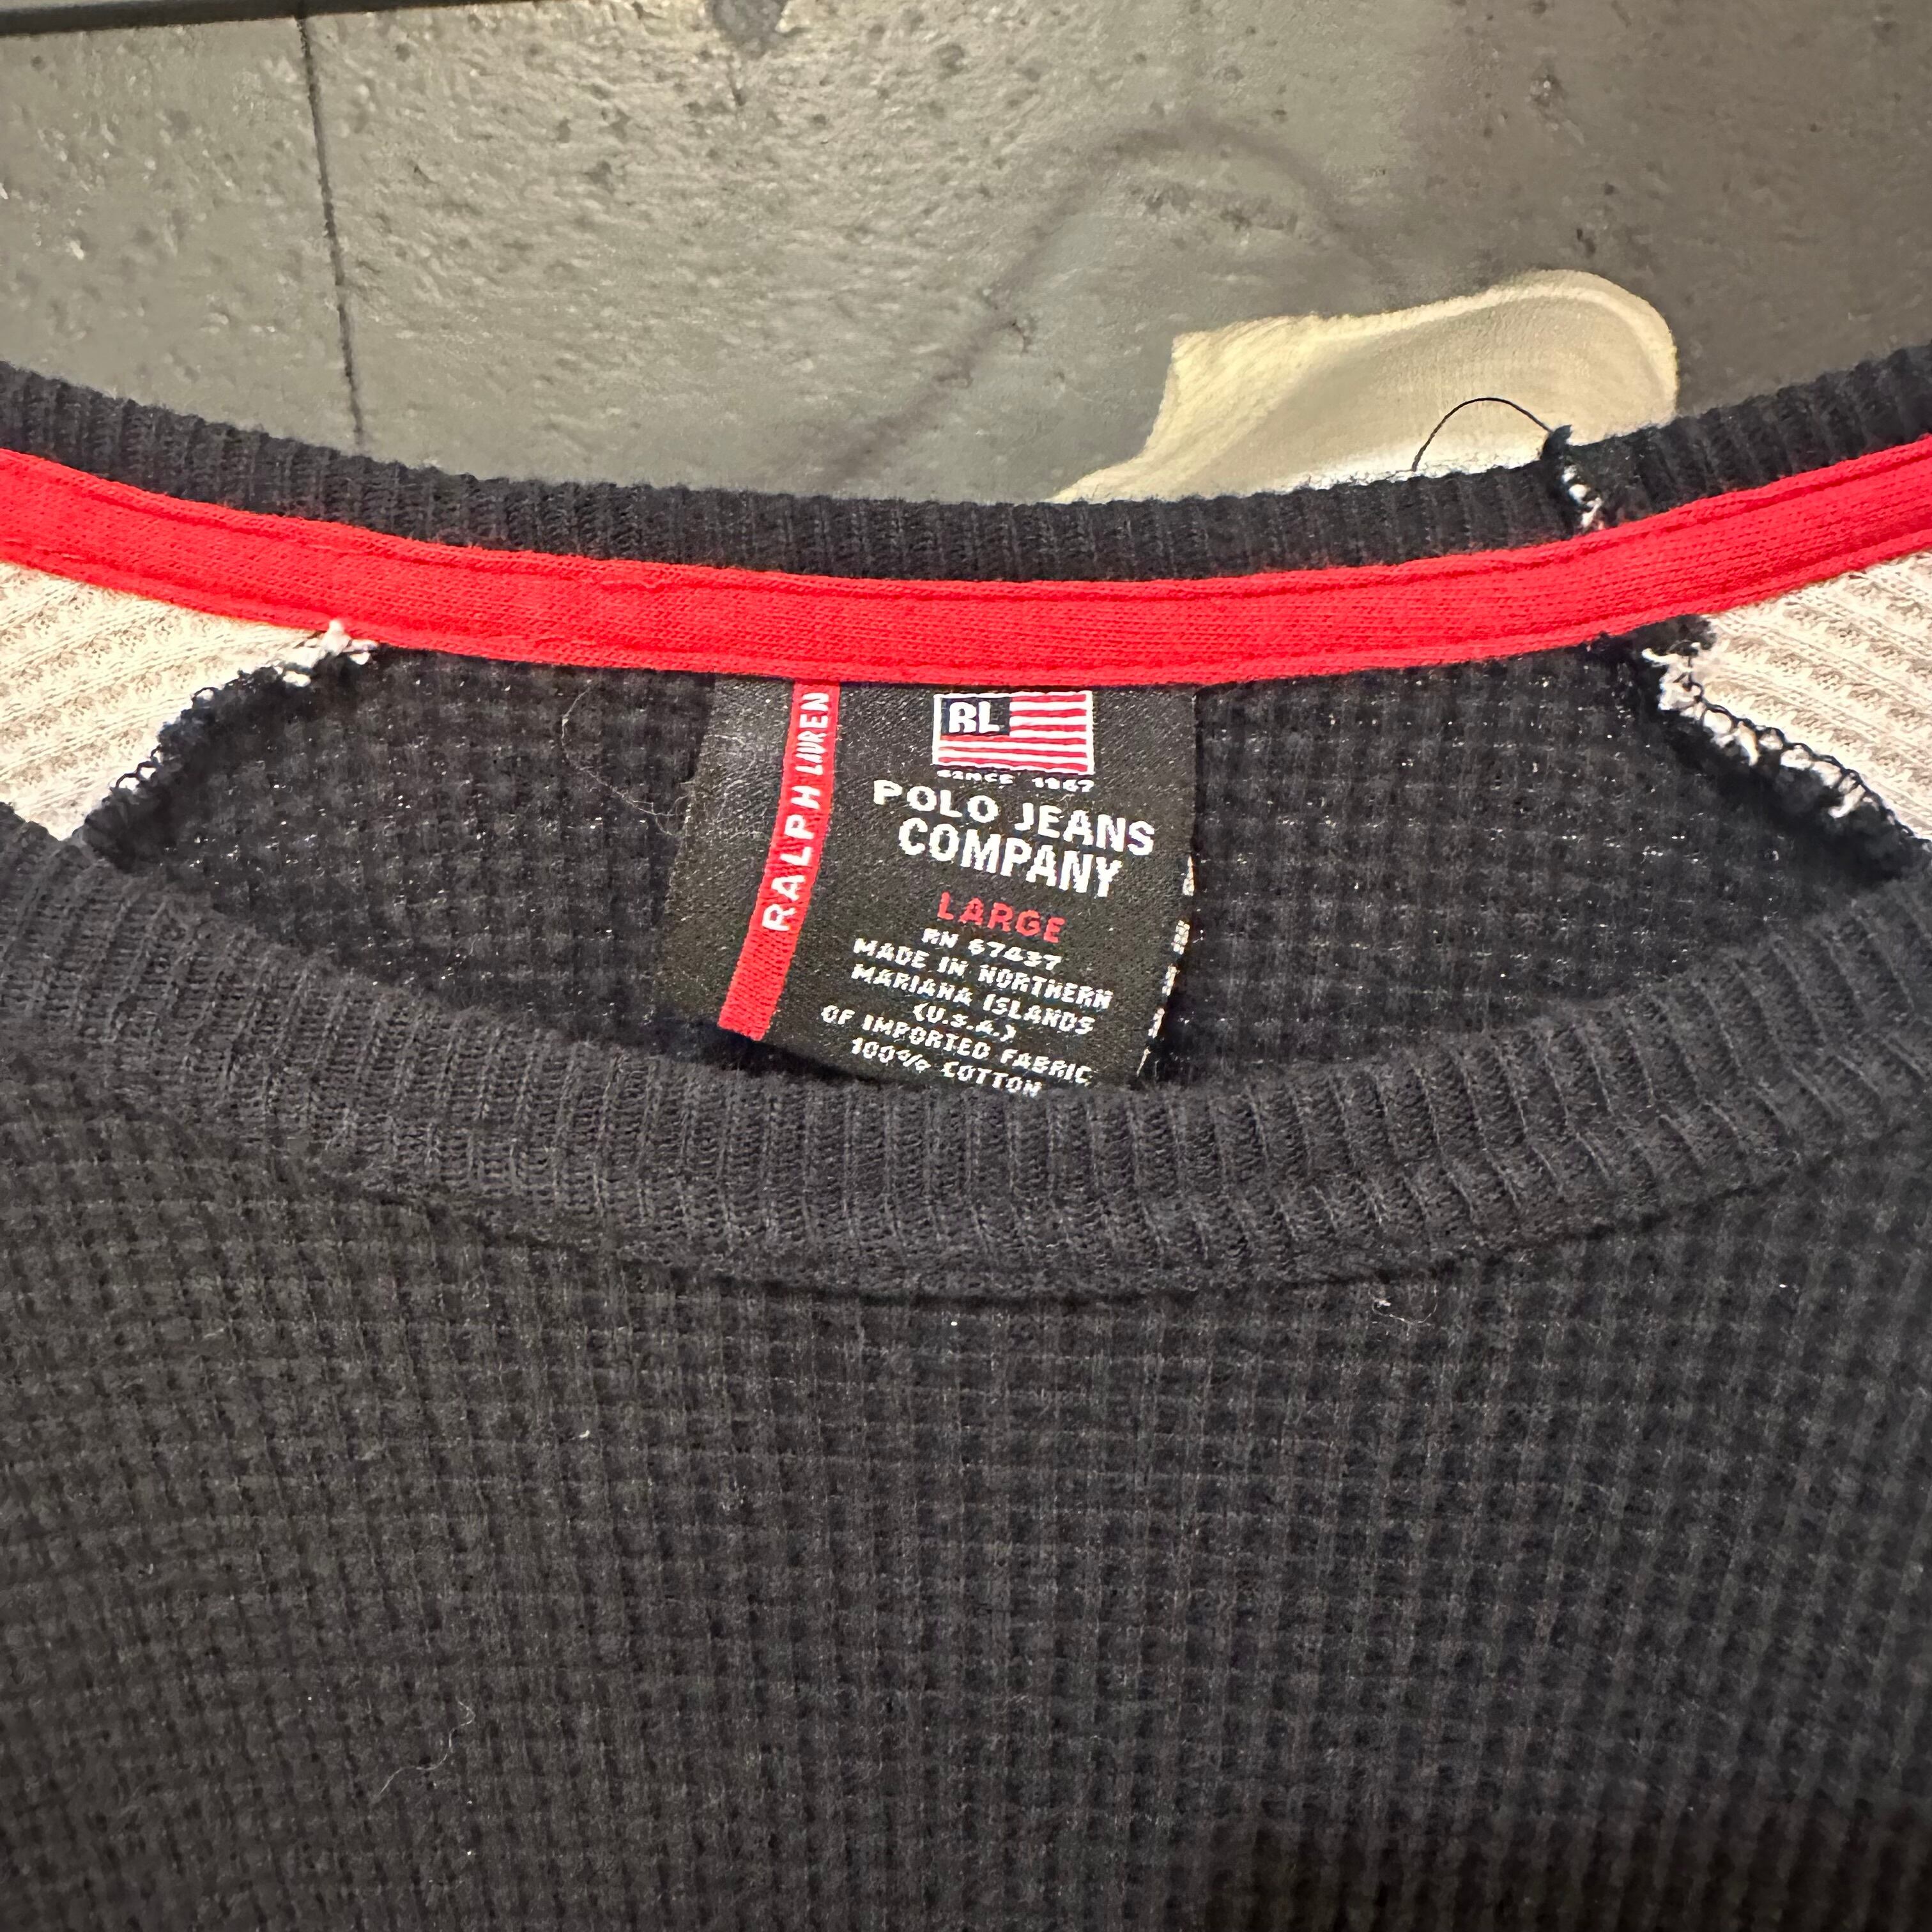 RALPH LAUREN
RL
SINCE 1967
POLO JEANS
COMPANY
LARGE
RN 67437
MADE IN NORTHERN
MARIANA ISLANDS
(U.S.A.)
OF IMPORTED FABRIC
100% COTTON